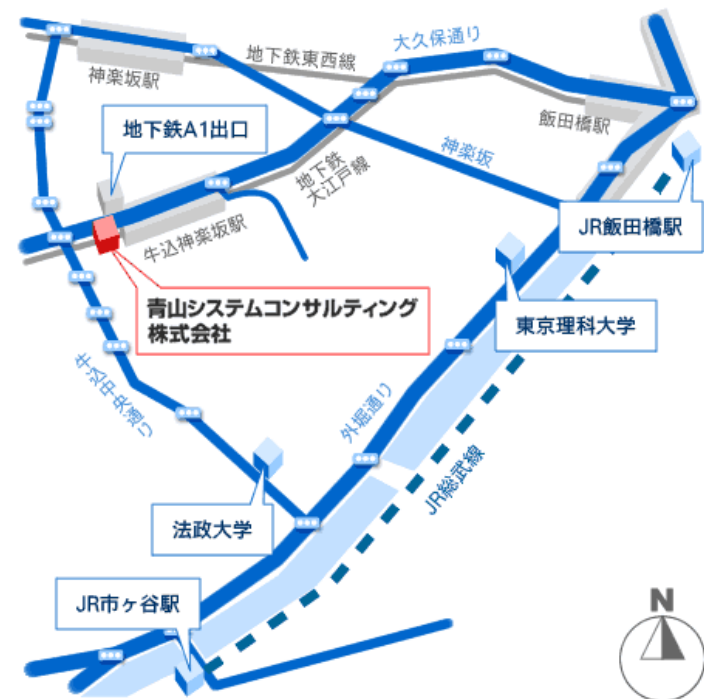 大久保通り
地下鉄東西線
神楽坂駅
飯田橋駅
地下鉄A1出口
神楽坂
地下鉄
大江戸線
JR飯田橋駅
牛込神楽坂駅
青山システムコンサルティング
株式会社
東京理科大学
牛込中央通り
外堀通り
JR総武線
法政大学
JR市ヶ谷駅
N